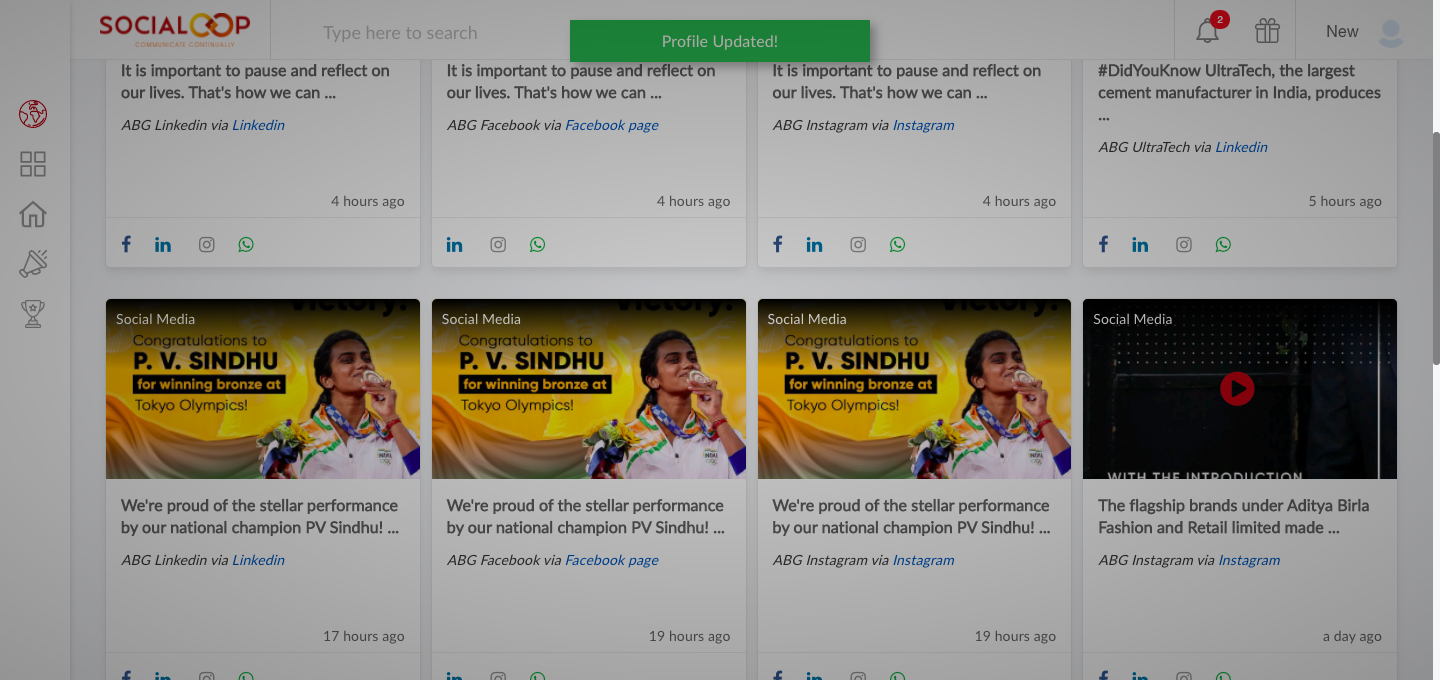 SOCIALOOP
COMMUNICATE CONTINUALLY
Type here to search
Profile Updated!
2
New
It is important to pause and reflect on
our lives. That's how we can ...
ABG Linkedin via Linkedin
4 hours ago
It is important to pause and reflect on
our lives. That's how we can ...
ABG Facebook via Facebook page
4 hours ago
It is important to pause and reflect on
our lives. That's how we can ...
ABG Instagram via Instagram
4 hours ago
#DidYouKnow UltraTech, the largest
cement manufacturer in India, produces
...
ABG UltraTech via Linkedin
5 hours ago
Victory!
Social Media
Congratulations to
P. V. SINDHU
for winning bronze at
Tokyo Olympics!
INDIA
We're proud of the stellar performance
by our national champion PV Sindhu! ...
ABG Linkedin via Linkedin
17 hours ago
Victory!
Social Media
Congratulations to
P. V. SINDHU
for winning bronze at
Tokyo Olympics!
INDIA
We're proud of the stellar performance
by our national champion PV Sindhu! ...
ABG Facebook via Facebook page
19 hours ago
Victory!
Social Media
Congratulations to
P. V. SINDHU
for winning bronze at
Tokyo Olympics!
INDIA
We're proud of the stellar performance
by our national champion PV Sindhu! ...
ABG Instagram via Instagram
19 hours ago
Social Media
WITH THE INTRODUCTION
The flagship brands under Aditya Birla
Fashion and Retail limited made ...
ABG Instagram via Instagram
a day ago